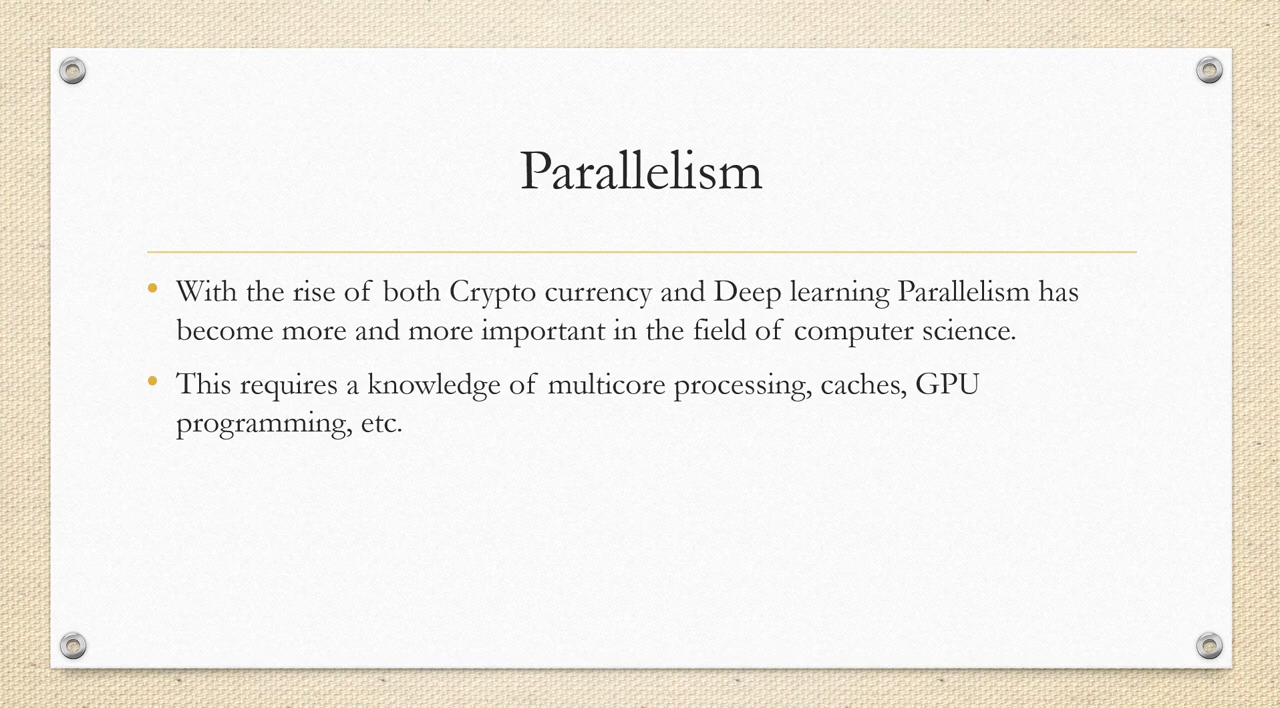 Parallelism
• With the rise of both Crypto currency and Deep learning Parallelism has
become more and more important in the field of computer science.
• This requires a knowledge of multicore processing, caches, GPU
programming, etc.